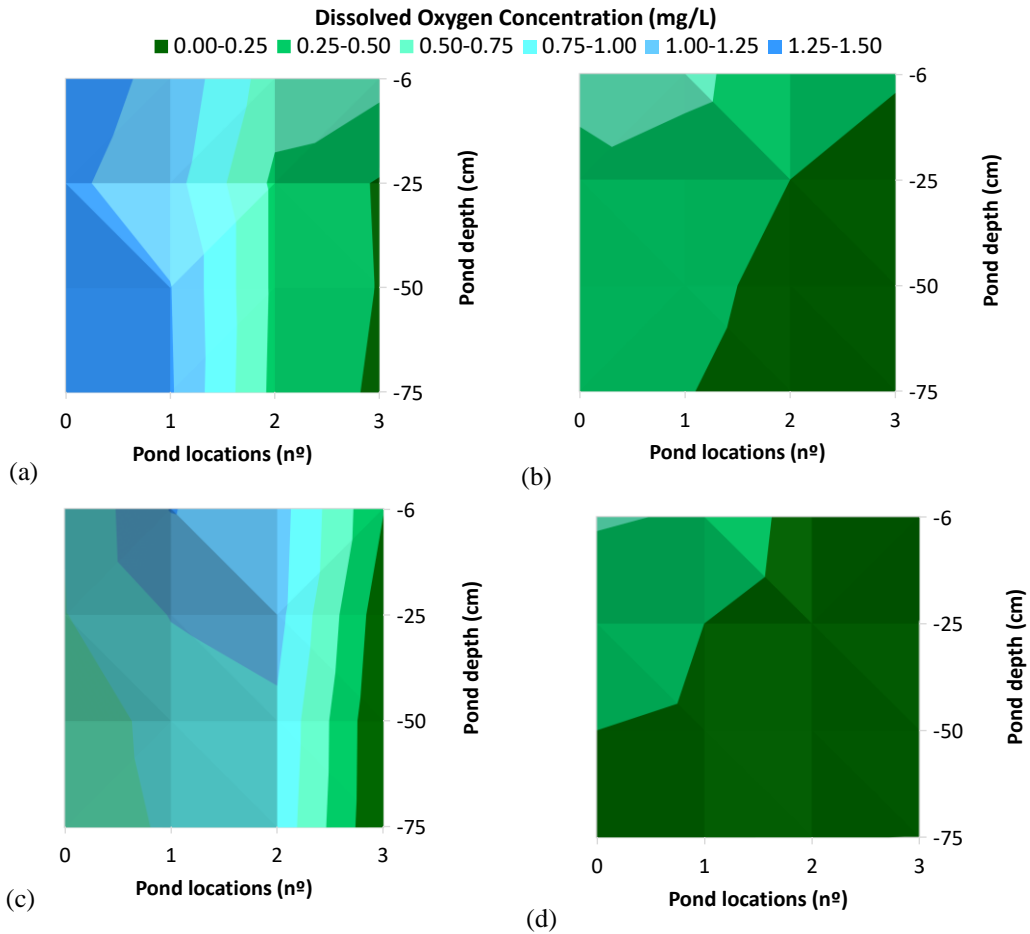 Dissolved Oxygen Concentration (mg/L)
0.00-0.25 0.25-0.50 0.50-0.75 0.75-1.00 1.00-1.25 1.25-1.50
-6
-25
-50
-75
Pond depth (cm)
0 1 2 3
Pond locations (nº)
(a)
-6
-25
-50
-75
Pond depth (cm)
0 1 2 3
Pond locations (nº)
(b)
-6
-25
-50
-75
Pond depth (cm)
0 1 2 3
Pond locations (nº)
(c)
-6
-25
-50
-75
Pond depth (cm)
0 1 2 3
Pond locations (nº)
(d)